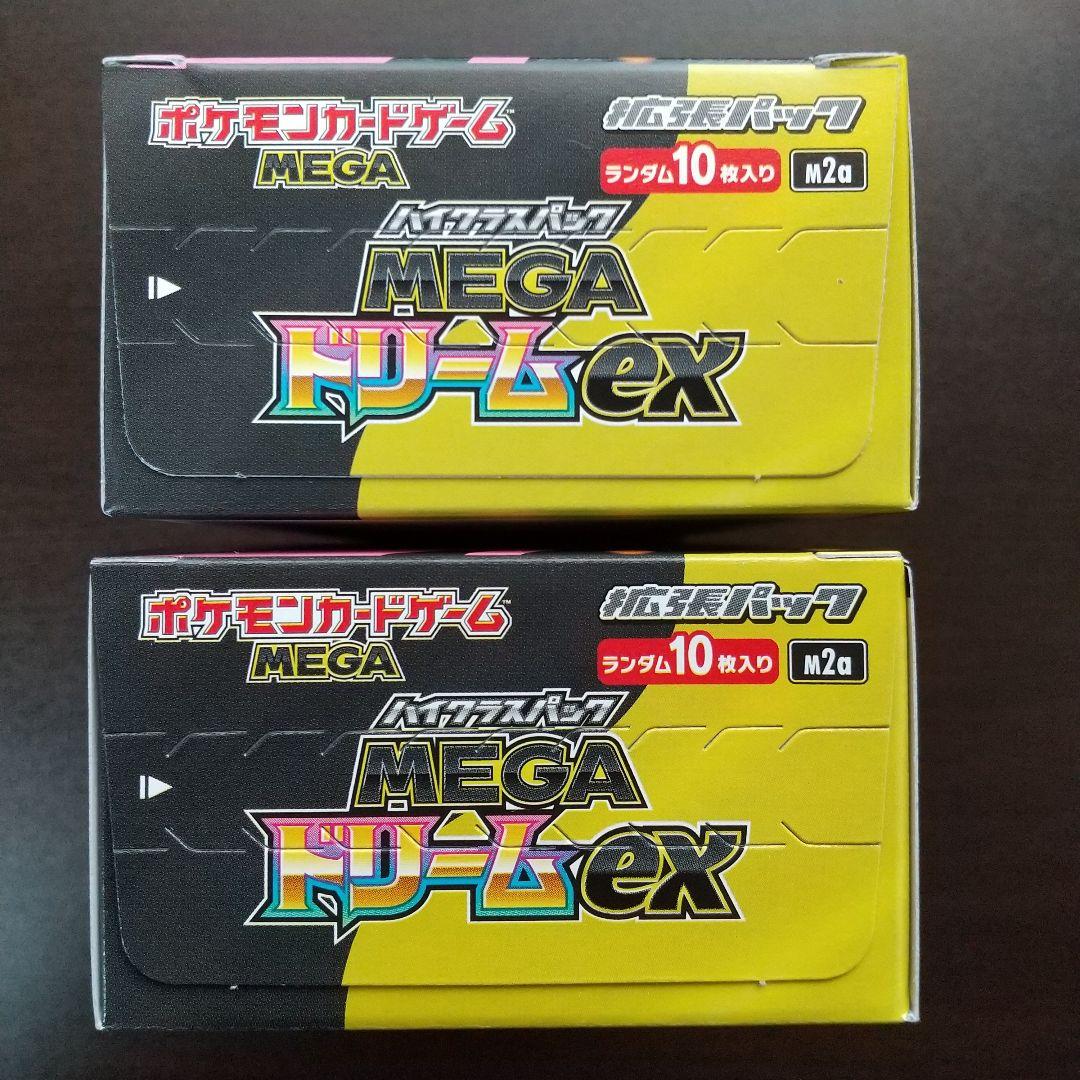 ポケモンカードゲーム™
MEGA
拡張パック
ランダム10枚入り
M2a
ハイクラスパック
MEGA
ドリームex
ポケモンカードゲーム™
MEGA
拡張パック
ランダム10枚入り
M2a
ハイクラスパック
MEGA
ドリームex